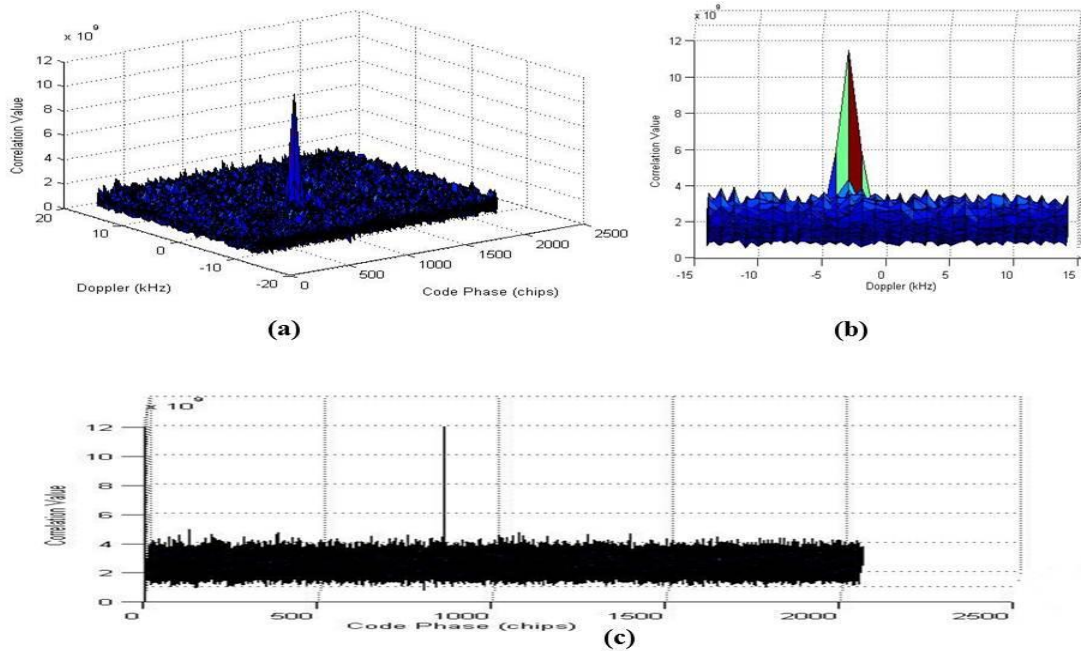 x 10^9
12
10
8
6
4
2
0
Correlation Value
20
10
0
-10
-20
Doppler (kHz)
0
500
1000
1500
2000
2500
Code Phase (chips)
(a)
x 10^9
12
10
8
6
4
2
0
Correlation Value
-15 -10 -5 0 5 10 15
Doppler (kHz)
(b)
x 10^9
12
10
8
6
4
2
0
Correlation Value
0 500 1000 1500 2000 2500
Code Phase (chips)
(c)